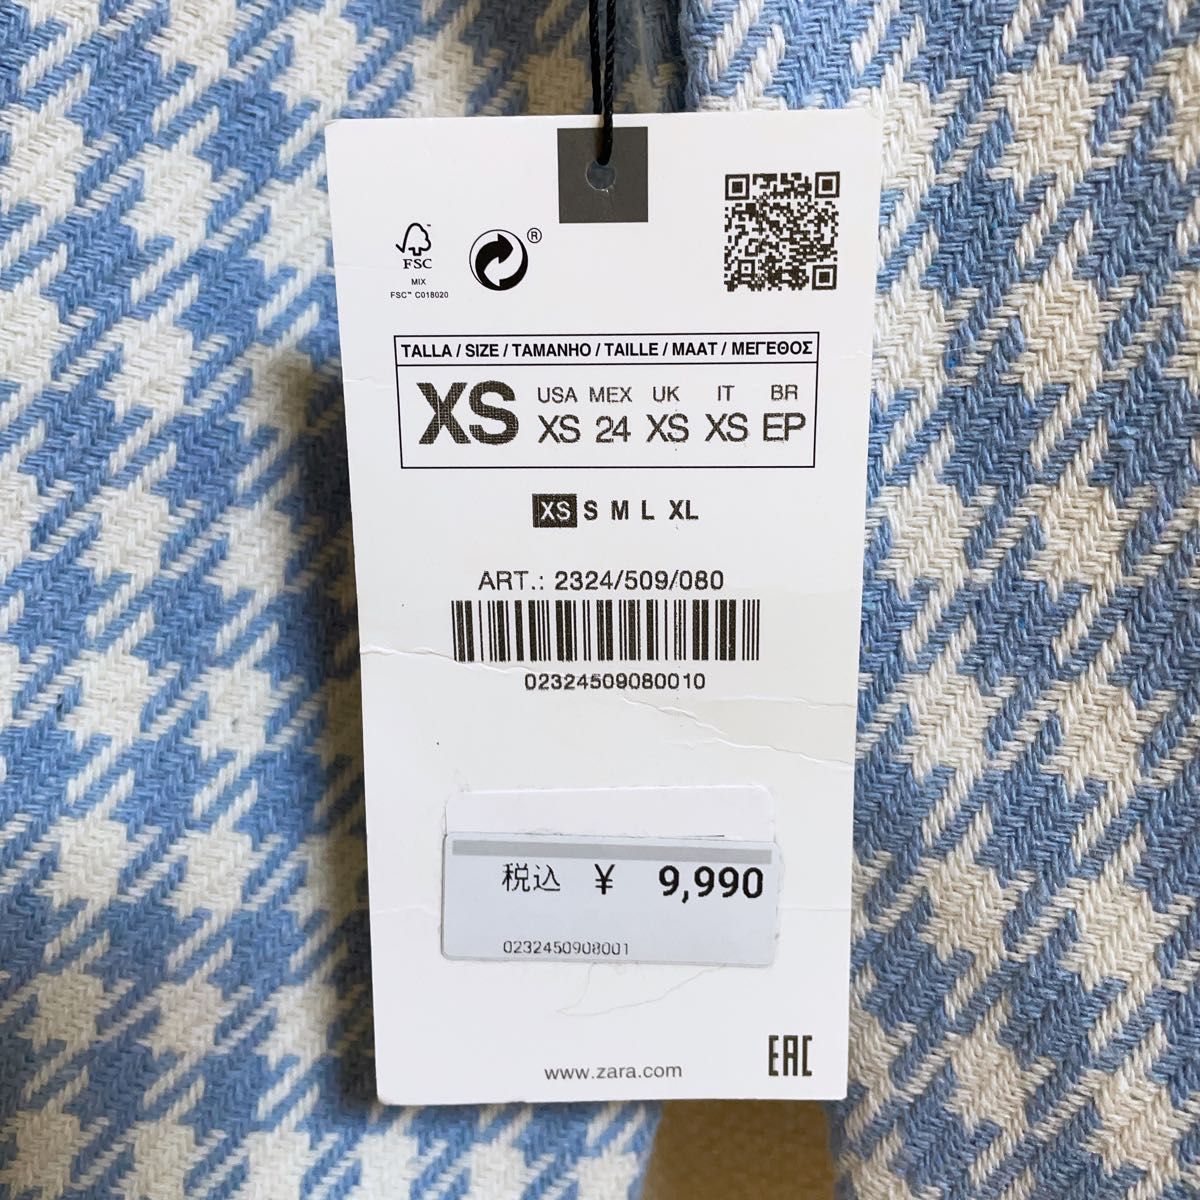 FSC
MIX
FSC™ C018020
®
TALLA / SIZE / TAMANHO / TAILLE / MAAT / ΜΕΓΕΘΟΣ
XS
USA MEX UK IT BR
XS 24 XS XS EP
XS S M L XL
ART.: 2324/509/080
02324509080010
税込 ¥ 9,990
0232450908001
www.zara.com
EAC